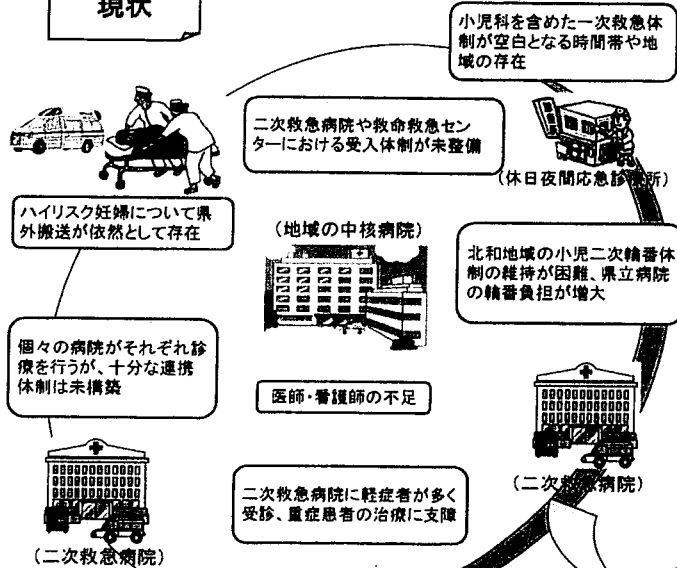 現状
小児科を含めた一次救急体
制が空白となる時間帯や地
域の存在
二次救急病院や救命救急セン
ターにおける受入体制が未整備
(休日夜間応急診療所)
ハイリスク妊婦について県
外搬送が依然として存在
(地域の中核病院)
北和地域の小児二次輪番体
制の維持が困難、県立病院
の輪番負担が増大
個々の病院がそれぞれ診
療を行うが、十分な連携
体制は未構築
医師・看護師の不足
(二次救急病院)
二次救急病院に軽症者が多く
受診、重症患者の治療に支障
(二次救急病院)